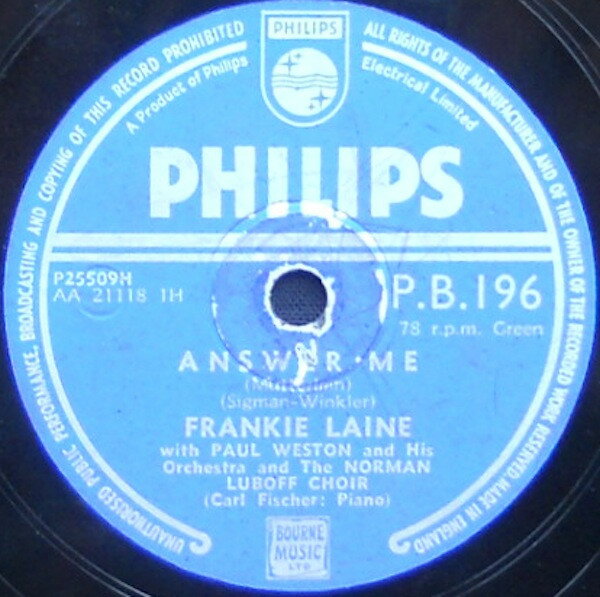 UNAUTHORISED PUBLIC PERFORMANCE, BROADCASTING AND COPYING OF THIS RECORD PROHIBITED
ALL RIGHTS OF THE MANUFACTURER AND OF THE OWNER OF THE RECORDED WORK RESERVED MADE IN ENGLAND
PHILIPS
A Product of Philips Electrical Limited
PHILIPS
P25509H
AA 21118 1H
P.B.196
78 r.p.m. Green
ANSWER ME
(Sigman-Winkler)
FRANKIE LAINE
with PAUL WESTON and His
Orchestra and The NORMAN
LUBOFF CHOIR
(Carl Fischer: Piano)
BOURNE
MUSIC
LTD